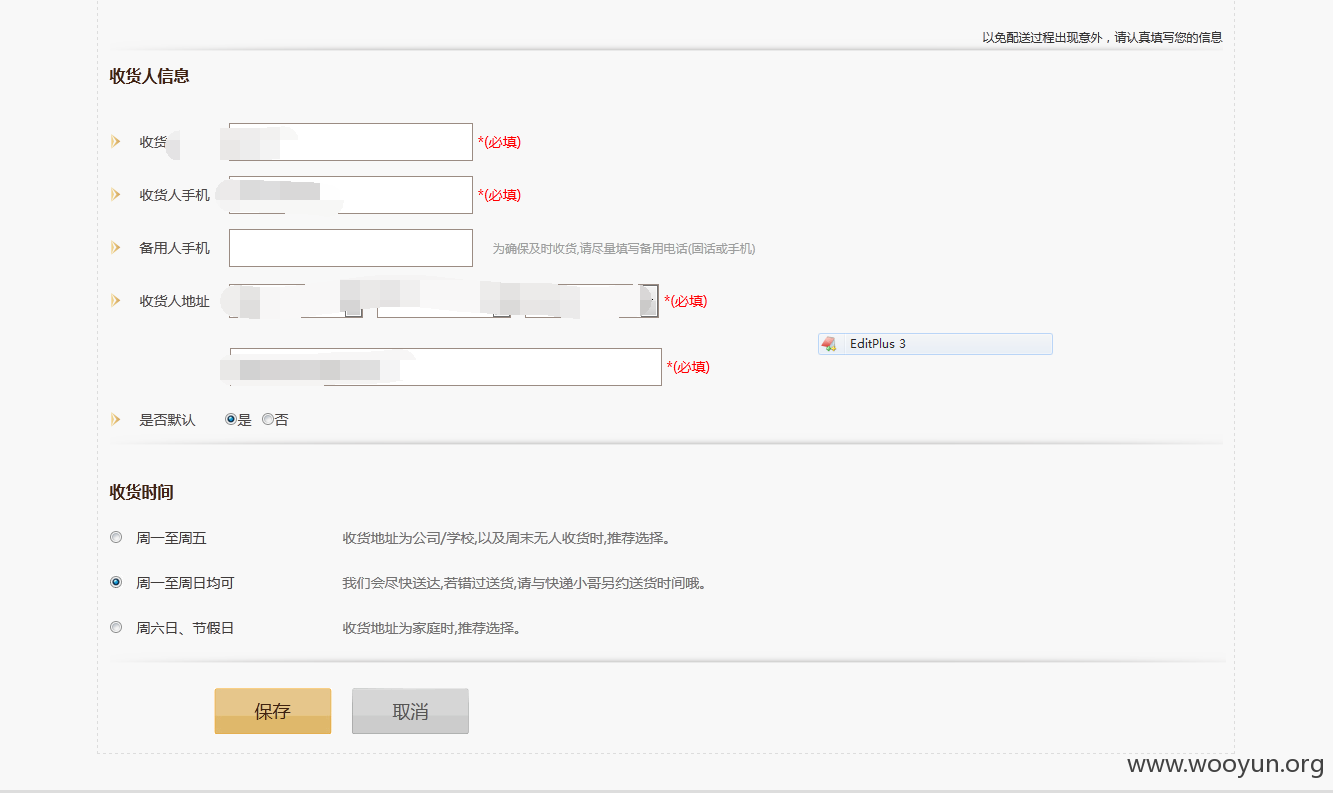 以免配送过程出现意外，请认真填写您的信息
收货人信息
收货 *(必填)
收货人手机 *(必填)
备用人手机 为确保及时收货,请尽量填写备用电话(固话或手机)
收货人地址 *(必填)
EditPlus 3
*(必填)
是否默认 是 否
收货时间
周一至周五 收货地址为公司/学校,以及周末无人收货时,推荐选择。
周一至周日均可 我们会尽快送达,若错过送货,请与快递小哥另约送货时间哦。
周六日、节假日 收货地址为家庭时,推荐选择。
保存 取消
www.wooyun.org